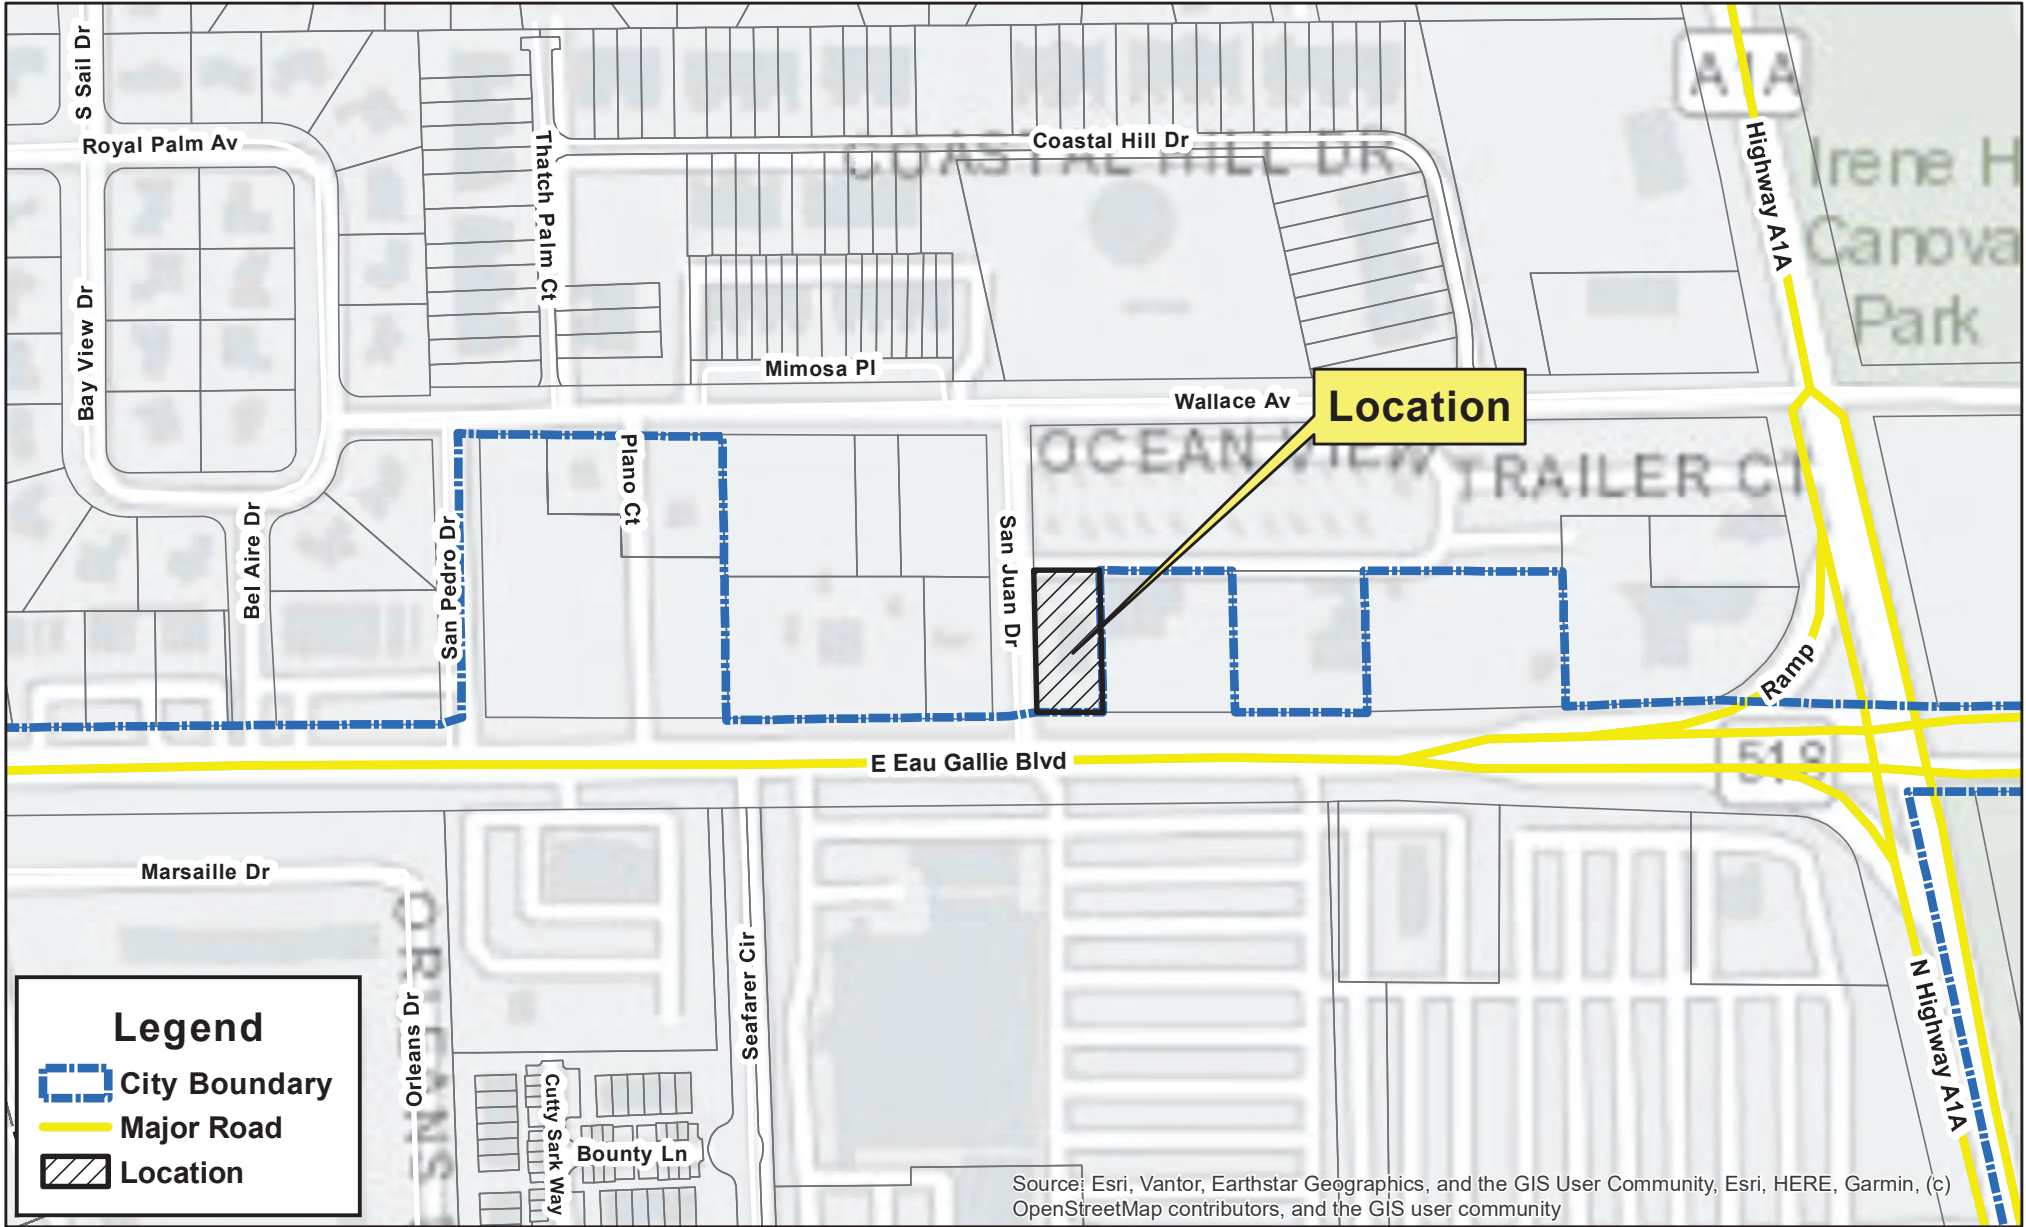 S Sail Dr
Royal Palm Av
Bay View Dr
Bel Aire Dr
Thatch Palm Ct
Coastal Hill Dr
COASTAL HILL DR
A1A
Highway A1A
Irene H
Canova
Park
Mimosa Pl
Wallace Av
Location
San Pedro Dr
Plano Ct
San Juan Dr
OCEAN VIEW TRAILER CT
Ramp
E Eau Gallie Blvd
518
Marsaille Dr
ORLEANS
Orleans Dr
Seafarer Cir
Cutty Sark Way
Bounty Ln
N Highway A1A
Legend
City Boundary
Major Road
Location
Source: Esri, Vantor, Earthstar Geographics, and the GIS User Community, Esri, HERE, Garmin, (c)
OpenStreetMap contributors, and the GIS user community